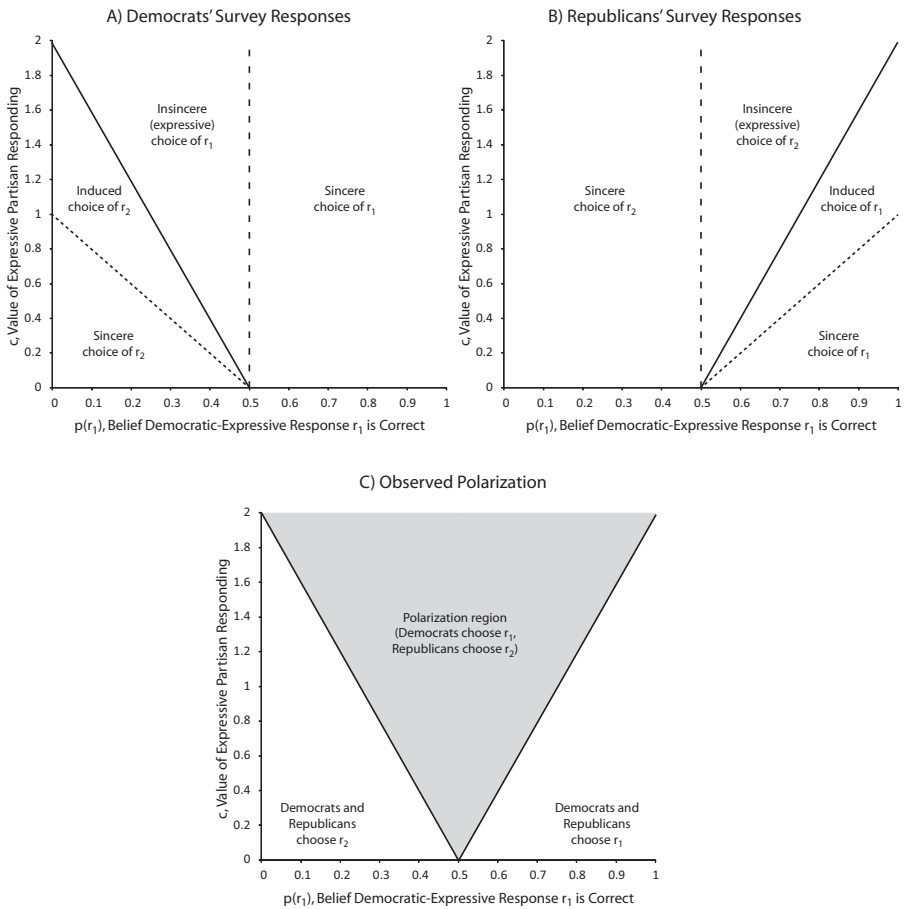 A) Democrats’ Survey Responses
c, Value of Expressive Partisan Responding
2
1.8
1.6
1.4
1.2
1
0.8
0.6
0.4
0.2
0
Insincere
(expressive)
choice of r₁
Induced
choice of r₂
Sincere
choice of r₁
Sincere
choice of r₂
0 0.1 0.2 0.3 0.4 0.5 0.6 0.7 0.8 0.9 1
p(r₁), Belief Democratic-Expressive Response r₁ is Correct
B) Republicans’ Survey Responses
c, Value of Expressive Partisan Responding
2
1.8
1.6
1.4
1.2
1
0.8
0.6
0.4
0.2
0
Insincere
(expressive)
choice of r₂
Sincere
choice of r₂
Induced
choice of r₁
Sincere
choice of r₁
0 0.1 0.2 0.3 0.4 0.5 0.6 0.7 0.8 0.9 1
p(r₁), Belief Democratic-Expressive Response r₁ is Correct
C) Observed Polarization
c, Value of Expressive Partisan Responding
2
1.8
1.6
1.4
1.2
1
0.8
0.6
0.4
0.2
0
Polarization region
(Democrats choose r₁,
Republicans choose r₂)
Democrats and
Republicans
choose r₂
Democrats and
Republicans
choose r₁
0 0.1 0.2 0.3 0.4 0.5 0.6 0.7 0.8 0.9 1
p(r₁), Belief Democratic-Expressive Response r₁ is Correct